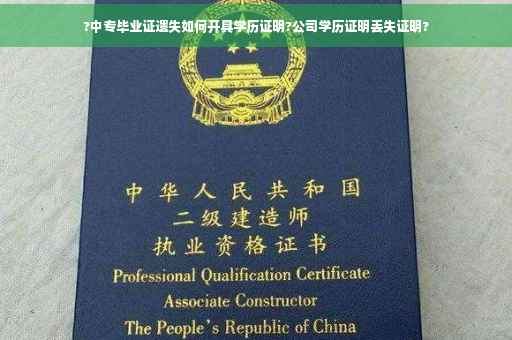 ?中专毕业证遗失如何开具学历证明?公司学历证明丢失证明?
中华人民共和国
二级建造师
执业资格证书
Professional Qualification Certificate
Associate Constructor
The People's Republic of China